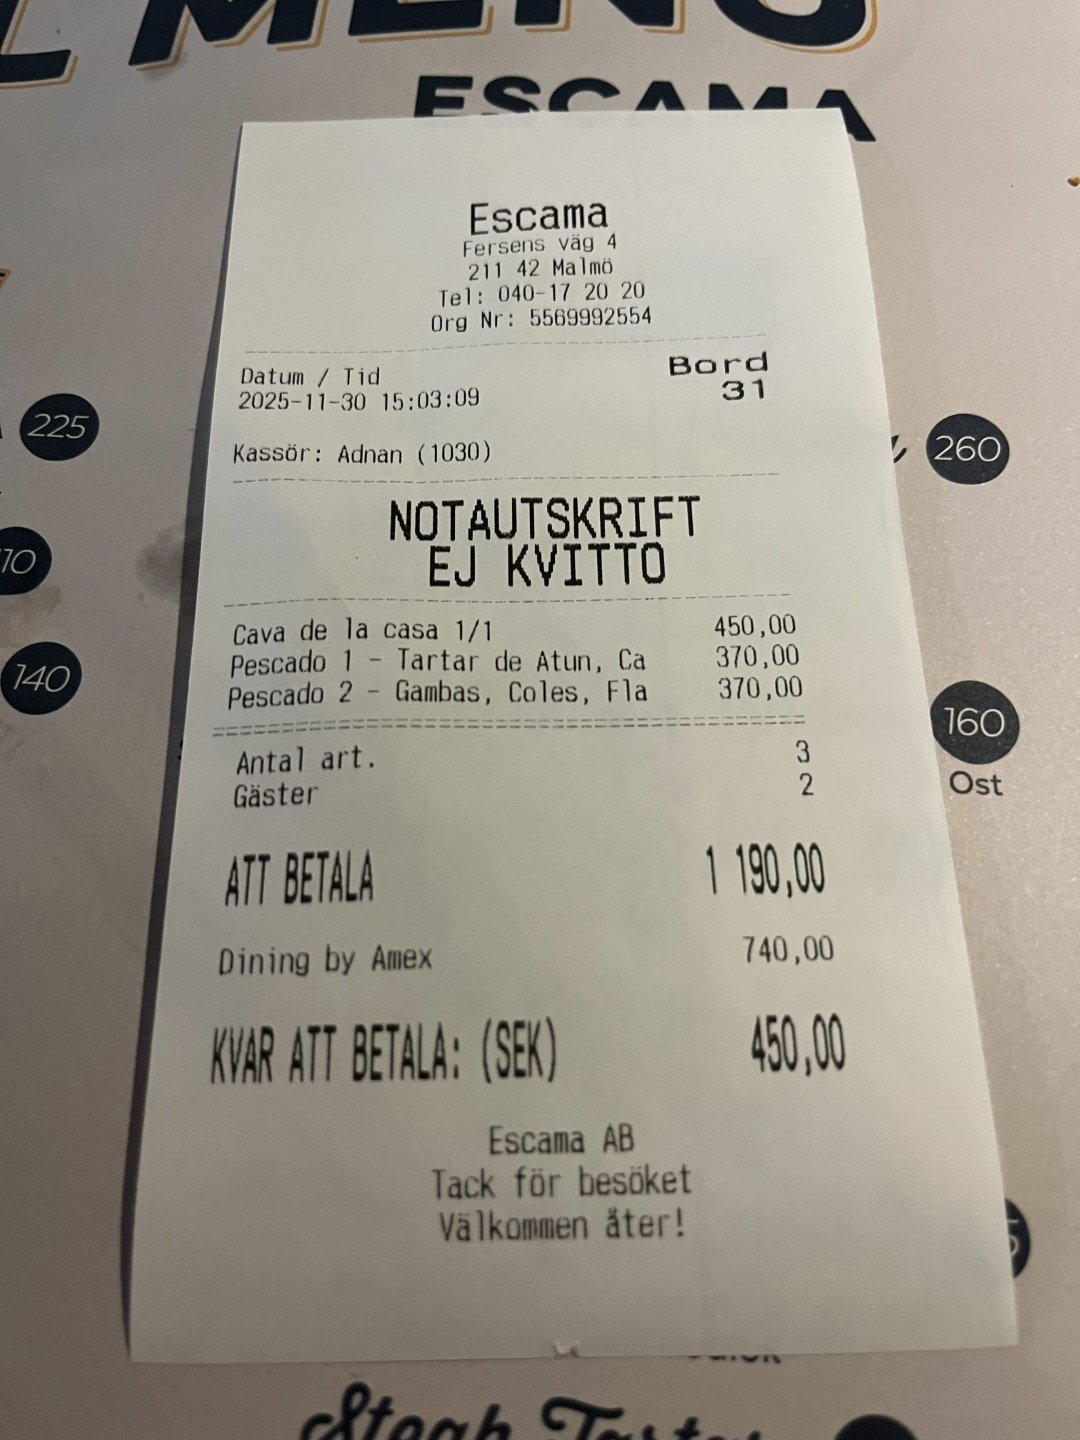 MENÚ
ESCAMA
Escama
Fersens väg 4
211 42 Malmö
Tel: 040-17 20 20
Org Nr: 5569992554
Datum / Tid
2025-11-30 15:03:09
Bord
31
Kassör: Adnan (1030)
NOTAUTSKRIFT
EJ KVITTO
Cava de la casa 1/1 450,00
Pescado 1 - Tartar de Atun, Ca 370,00
Pescado 2 - Gambas, Coles, Fla 370,00
Antal art. 3
Gäster 2
ATT BETALA 1 190,00
Dining by Amex 740,00
KVAR ATT BETALA: (SEK) 450,00
Escama AB
Tack för besöket
Välkommen åter!
225
140
260
160
Ost